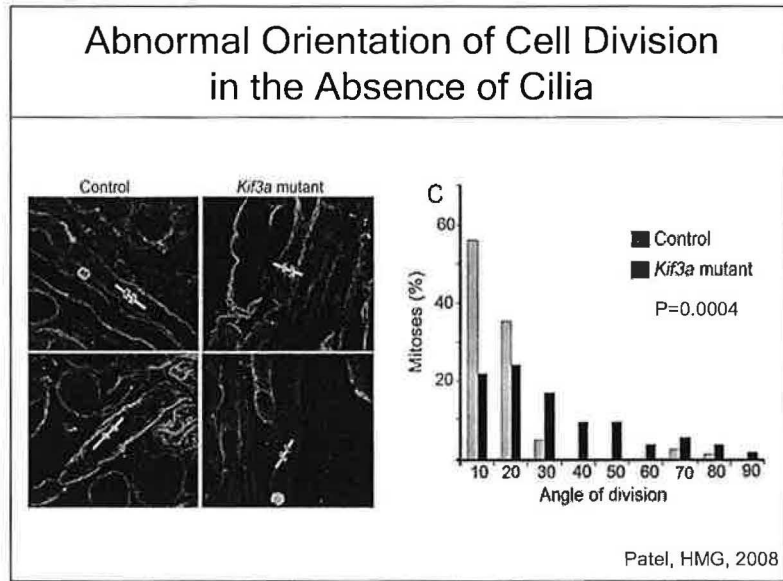 Abnormal Orientation of Cell Division
in the Absence of Cilia
Control
Kif3a mutant
C
60
40
20
Mitoses (%)
Control
Kif3a mutant
P=0.0004
10 20 30 40 50 60 70 80 90
Angle of division
Patel, HMG, 2008